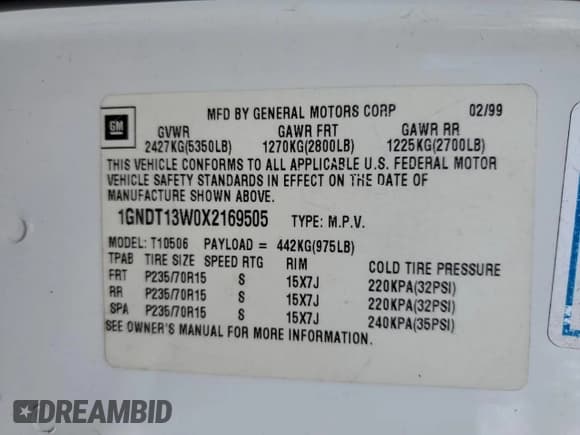 MFD BY GENERAL MOTORS CORP 02/99
GM
GVWR GAWR FRT GAWR RR
2427KG(5350LB) 1270KG(2800LB) 1225KG(2700LB)
THIS VEHICLE CONFORMS TO ALL APPLICABLE U.S. FEDERAL MOTOR
VEHICLE SAFETY STANDARDS IN EFFECT ON THE DATE OF
MANUFACTURE SHOWN ABOVE.
1GNDT13W0X2169505 TYPE: M.P.V.
MODEL: T10506 PAYLOAD = 442KG(975LB)
TPAB TIRE SIZE SPEED RTG RIM COLD TIRE PRESSURE
FRT P235/70R15 S 15X7J 220KPA(32PSI)
RR P235/70R15 S 15X7J 220KPA(32PSI)
SPA P235/70R15 S 15X7J 240KPA(35PSI)
SEE OWNER'S MANUAL FOR MORE INFORMATION.
DREAMBID